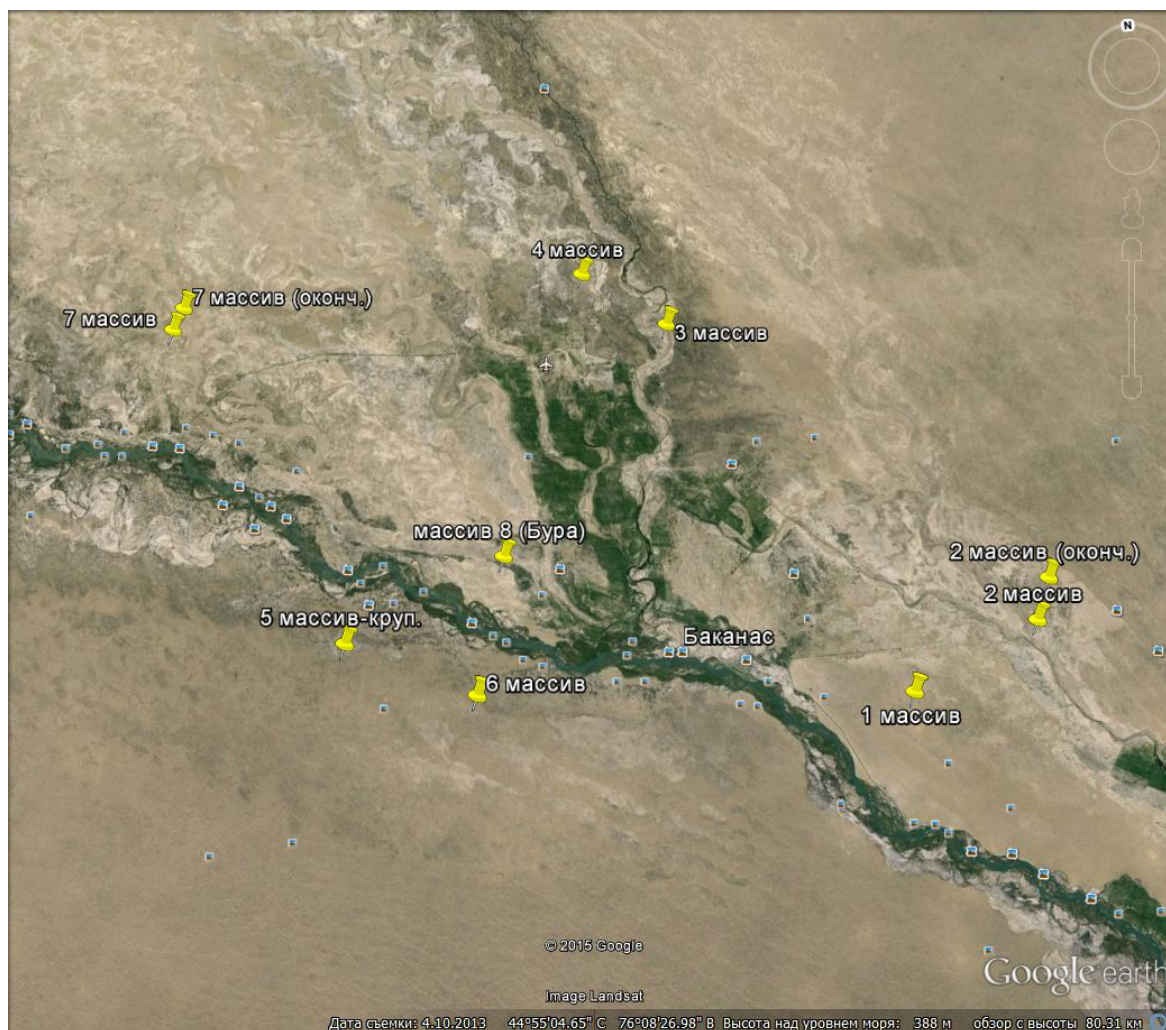 N
4 массив
7 массив (оконч.)
7 массив
3 массив
массив 8 (Бура)
2 массив (оконч.)
2 массив
5 массив-круп.
Баканас
6 массив
1 массив
© 2015 Google
Google earth
Image Landsat
Дата съемки: 4.10.2013 44°55'04.65" С 76°08'26.98" В Высота над уровнем моря: 388 м обзор с высоты 80.31 км